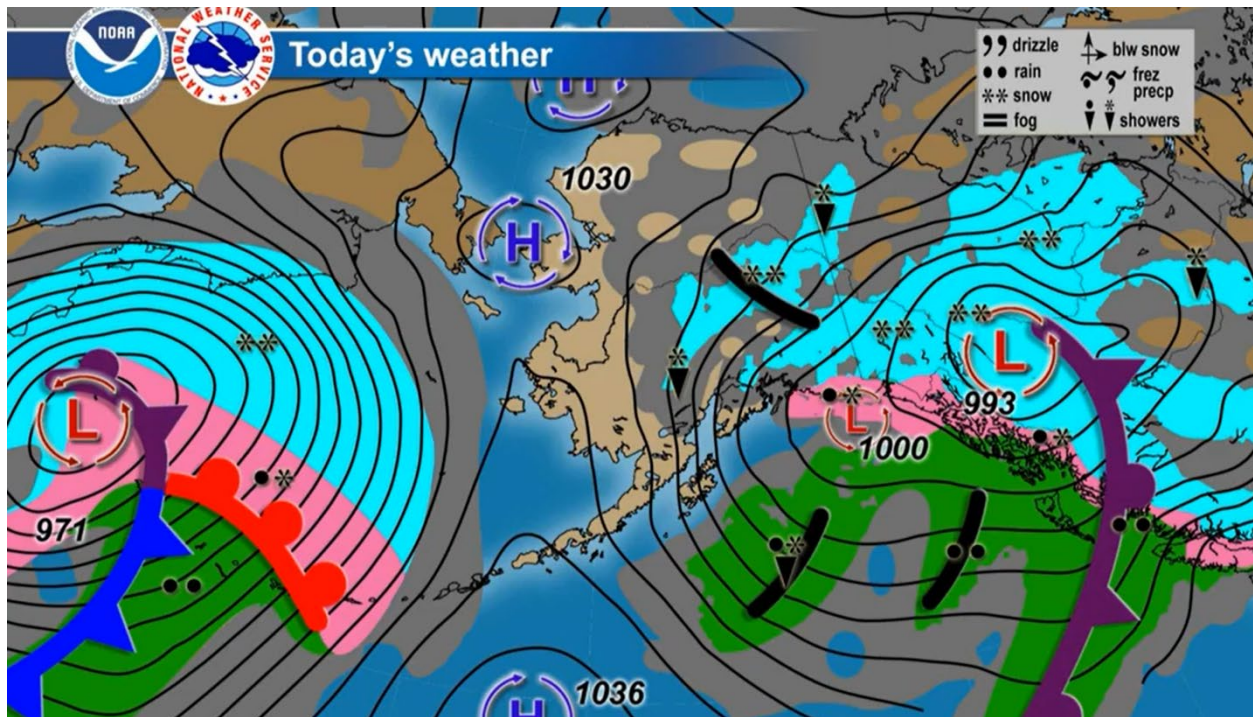 NOAA
NATIONAL WEATHER SERVICE
Today's weather
drizzle
rain
snow
fog
blw snow
frez
precp
showers
H
1030
H
L
971
L
993
L
1000
H
1036